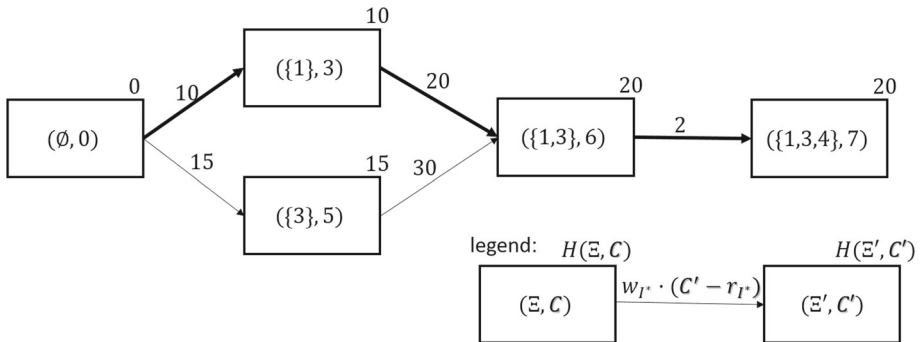 10
0
({1}, 3)
10
20
20
20
(∅, 0)
({1,3}, 6)
2
({1,3,4}, 7)
15
15
30
({3}, 5)
legend:
H(Ξ, C)
H(Ξ′, C′)
w_{I*} · (C′ − r_{I*})
(Ξ, C)
(Ξ′, C′)